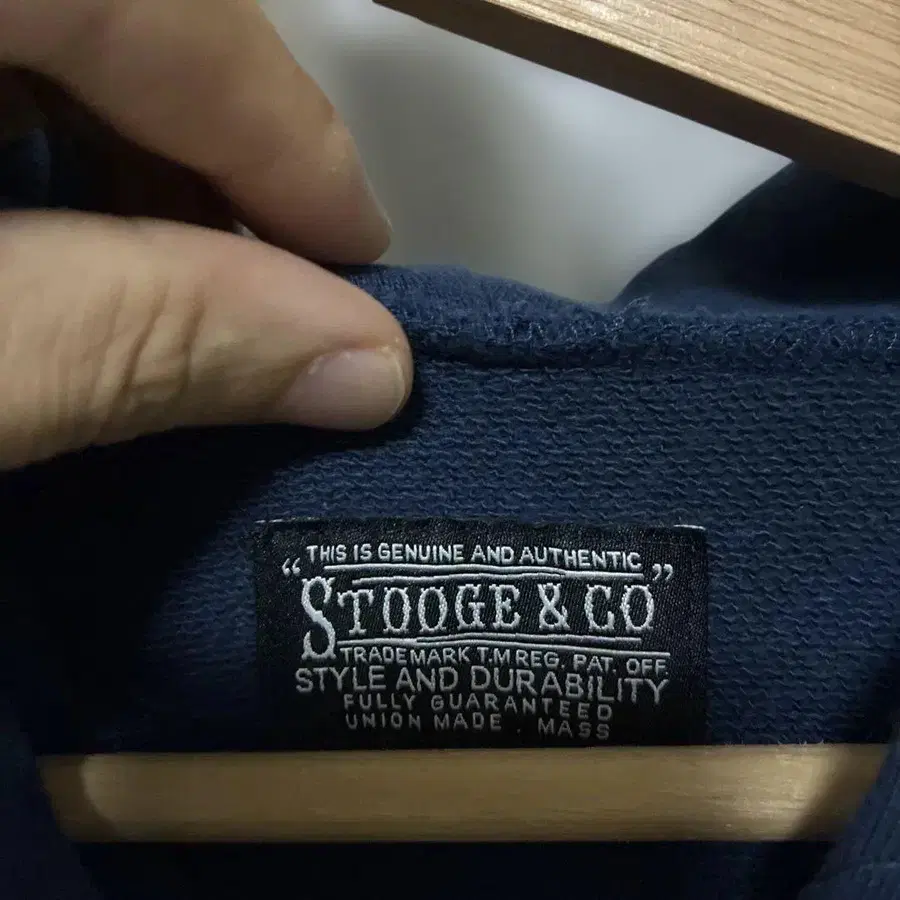 THIS IS GENUINE AND AUTHENTIC
“STOOGE & CO”
TRADEMARK T.M REG. PAT. OFF
STYLE AND DURABILITY
FULLY GUARANTEED
UNION MADE . MASS